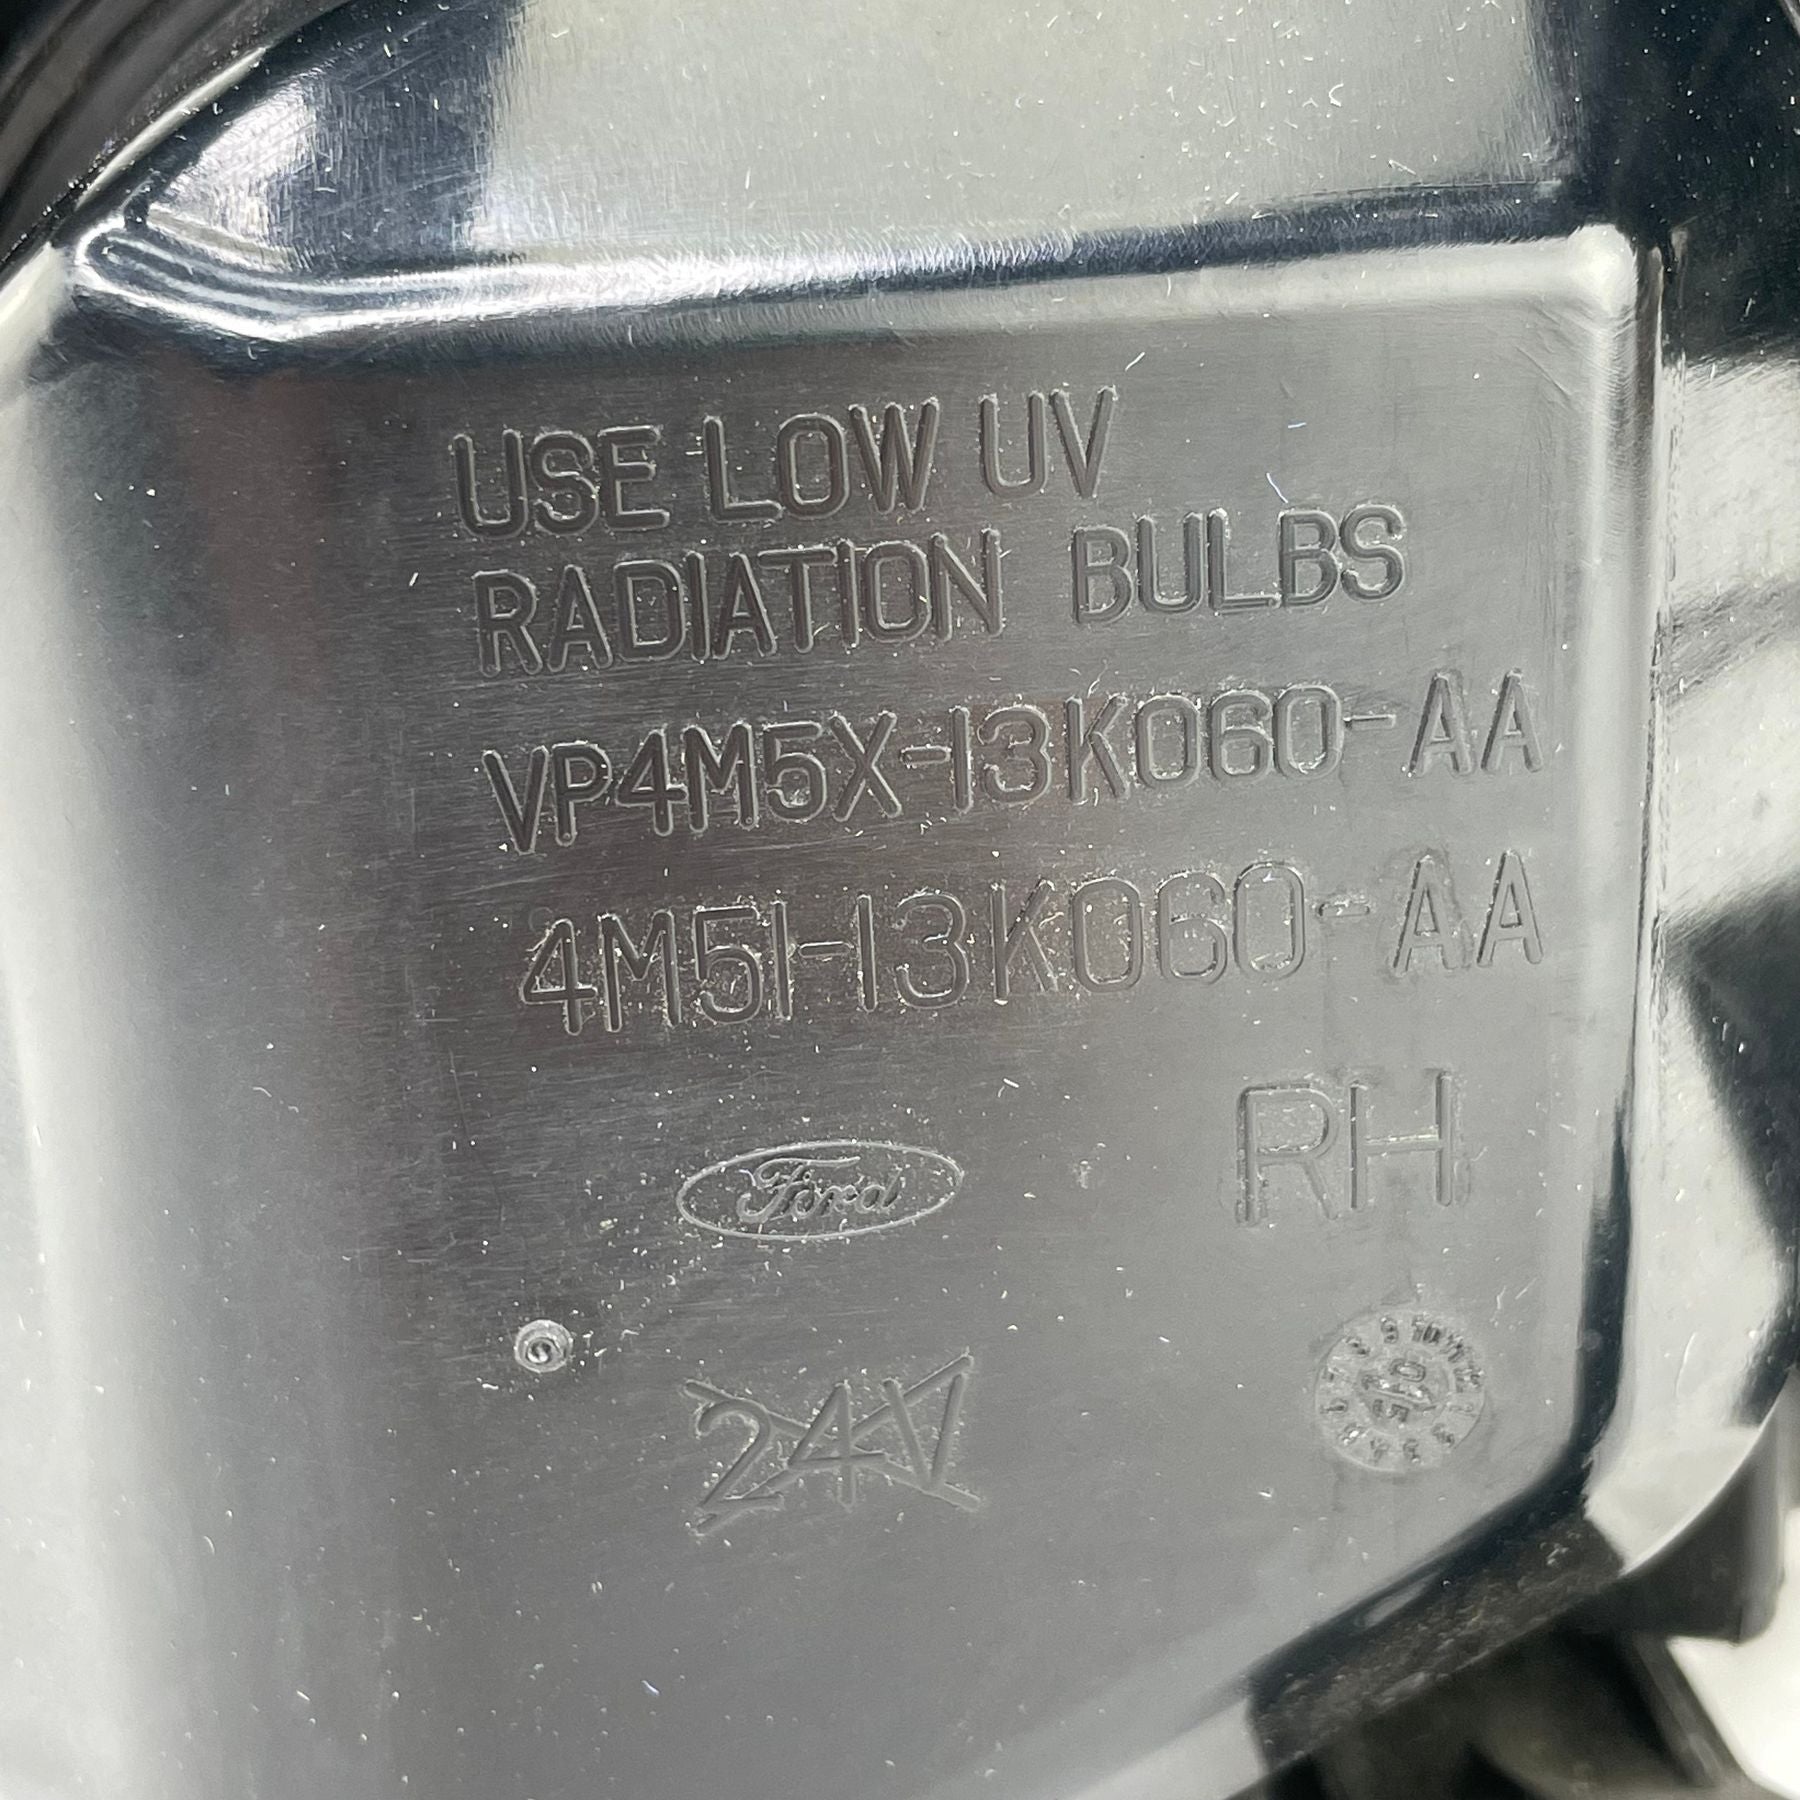 USE LOW UV
RADIATION BULBS
VP4M5X-13K060-AA
4M51-13K060-AA
RH
Ford
24V